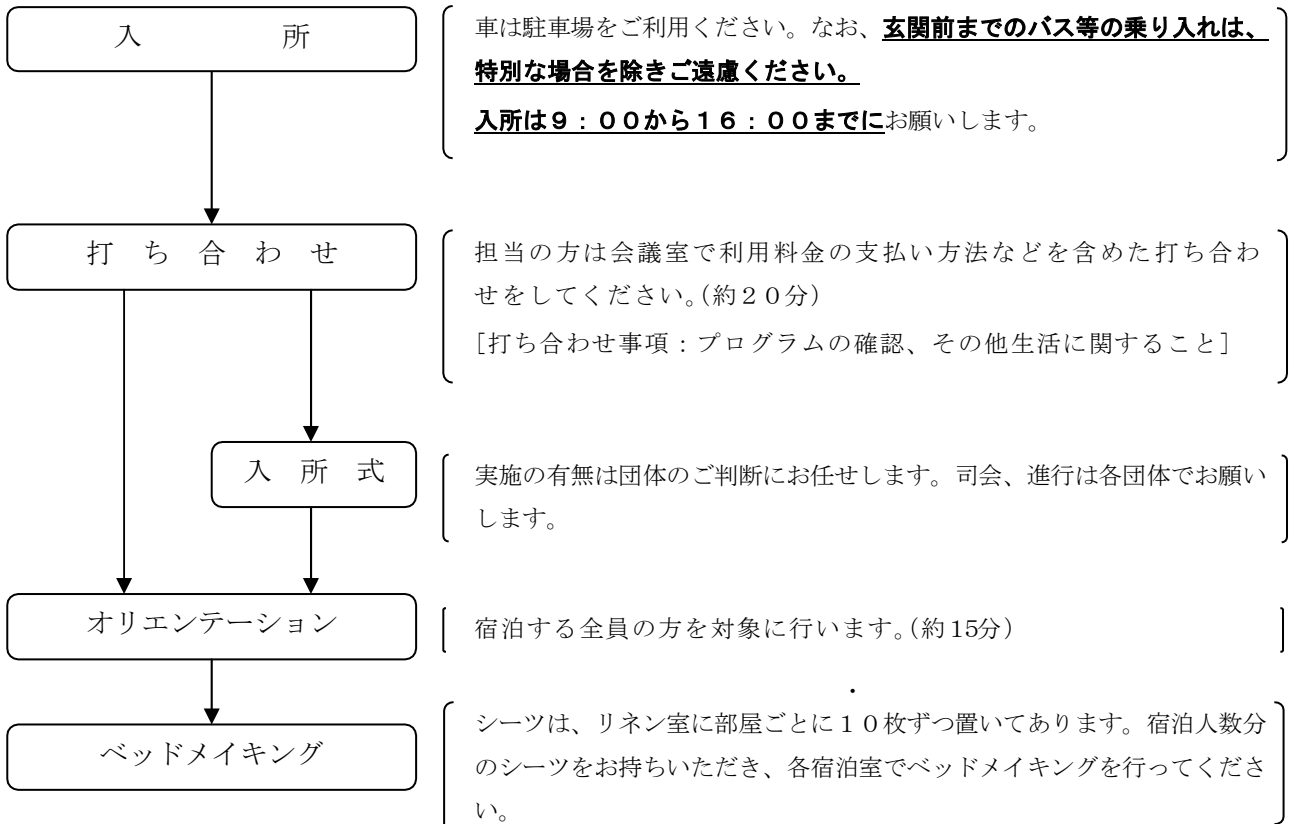 入　　　　所
車は駐車場をご利用ください。なお、玄関前までのバス等の乗り入れは、
特別な場合を除きご遠慮ください。
入所は９：００から１６：００までにお願いします。
打　ち　合　わ　せ
担当の方は会議室で利用料金の支払い方法などを含めた打ち合わ
せをしてください。（約２０分）
［打ち合わせ事項：プログラムの確認、その他生活に関すること］
入　所　式
実施の有無は団体のご判断にお任せします。司会、進行は各団体でお願い
します。
オリエンテーション
宿泊する全員の方を対象に行います。（約15分）
ベッドメイキング
シーツは、リネン室に部屋ごとに１０枚ずつ置いてあります。宿泊人数分
のシーツをお持ちいただき、各宿泊室でベッドメイキングを行ってくださ
い。